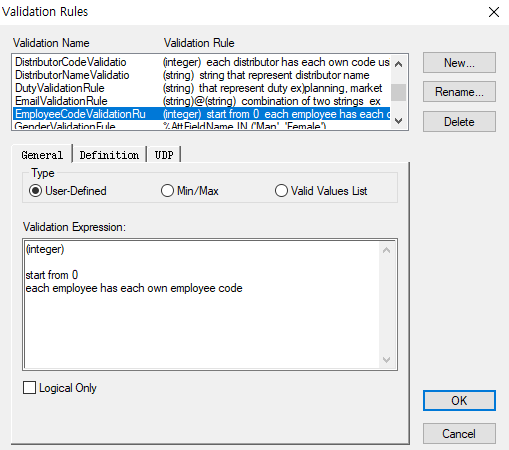 Validation Rules
Validation Name Validation Rule
DistributorCodeValidatio (integer) each distributor has each own code us
DistributorNameValidatio (string) string that represent distributor name
DutyValidationRule (string) that represent duty ex)planning, market
EmailValidationRule (string)@(string) combination of two strings ex
EmployeeCodeValidationRu (integer) start from 0 each employee has each c
GenderValidationRule %AttFieldName IN ('Man', 'Female')
New...
Rename...
Delete
General Definition UDP
Type
User-Defined Min/Max Valid Values List
Validation Expression:
(integer)
start from 0
each employee has each own employee code
Logical Only
OK
Cancel